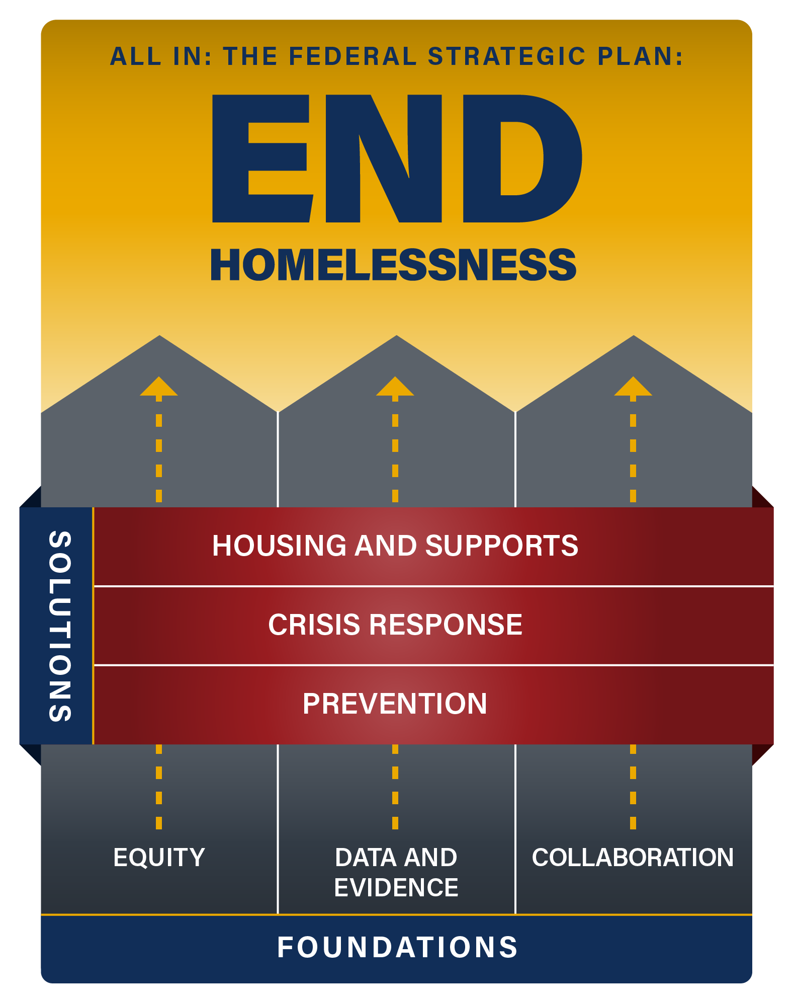 ALL IN: THE FEDERAL STRATEGIC PLAN:
END
HOMELESSNESS
SOLUTIONS
HOUSING AND SUPPORTS
CRISIS RESPONSE
PREVENTION
EQUITY
DATA AND
EVIDENCE
COLLABORATION
FOUNDATIONS